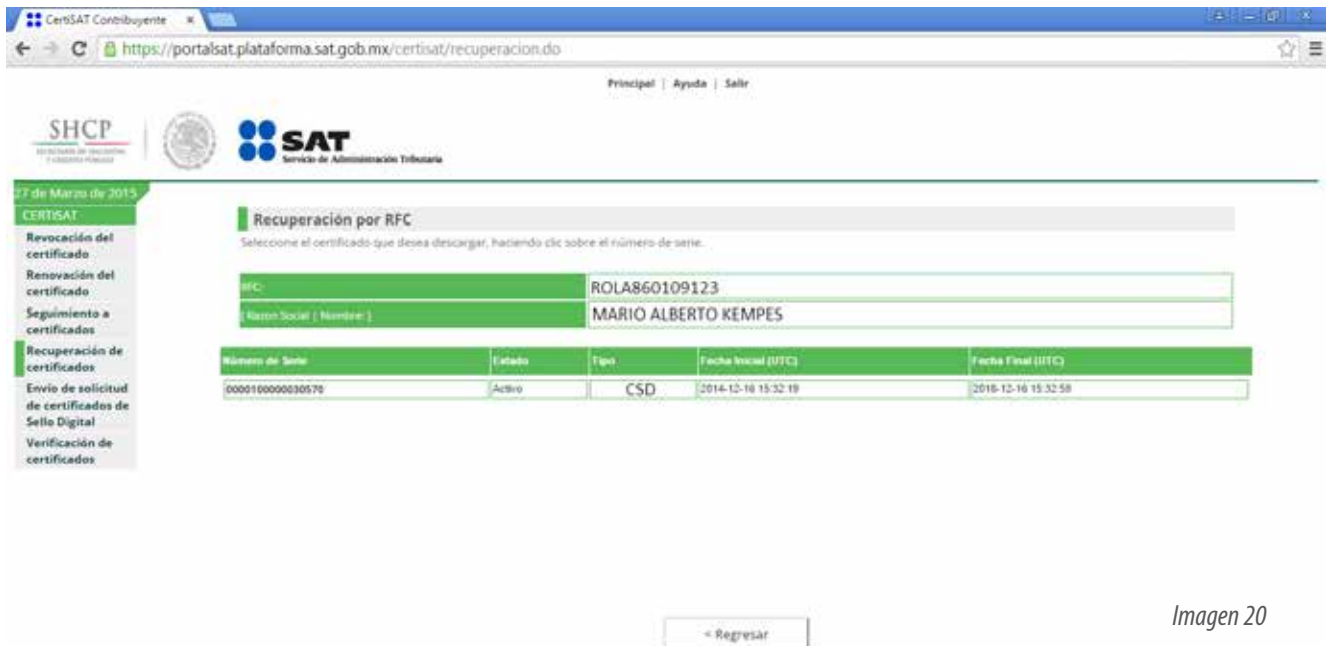 CertiSAT Contribuyente
https://portalsat.plataforma.sat.gob.mx/certisat/recuperacion.do
Principal | Ayuda | Salir
SHCP
SAT
Servicio de Administración Tributaria
27 de Marzo de 2015
CERTISAT
Revocación del
certificado
Renovación del
certificado
Seguimiento a
certificados
Recuperación de
certificados
Envio de solicitud
de certificados de
Sello Digital
Verificación de
certificados
Recuperación por RFC
Seleccione el certificado que desea descargar, haciendo clic sobre el número de serie.
RFC: ROLA860109123
[ Razon Social | Nombre: ] MARIO ALBERTO KEMPES
Número de Serie Estado Tipo Fecha Inicial (UTC) Fecha Final (UTC)
0000100000030570 Activo CSD 2014-12-16 15:32:19 2018-12-16 15:32:59
< Regresar
Imagen 20